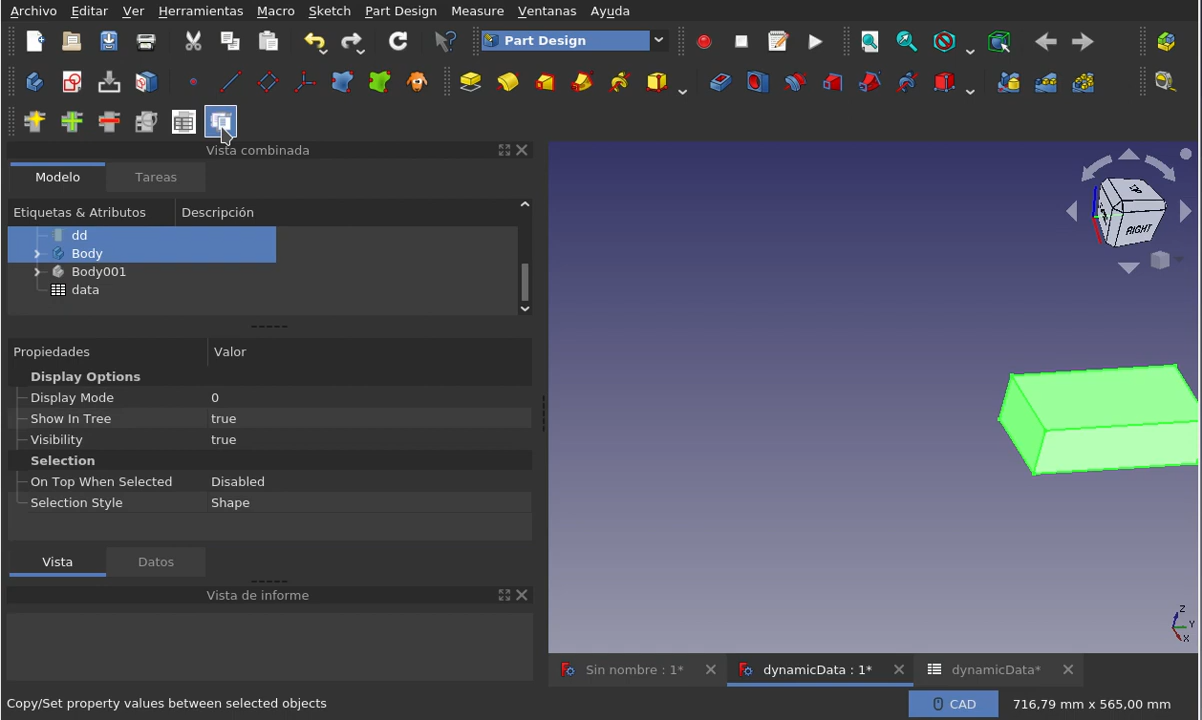 Archivo Editar Ver Herramientas Macro Sketch Part Design Measure Ventanas Ayuda
Part Design
Vista combinada
Modelo Tareas
Etiquetas & Atributos Descripción
dd
Body
Body001
data
Propiedades Valor
Display Options
Display Mode 0
Show In Tree true
Visibility true
Selection
On Top When Selected Disabled
Selection Style Shape
Vista Datos
Vista de informe
RIGHT
Z
Y
X
Sin nombre : 1* dynamicData : 1* dynamicData*
Copy/Set property values between selected objects CAD 716,79 mm x 565,00 mm